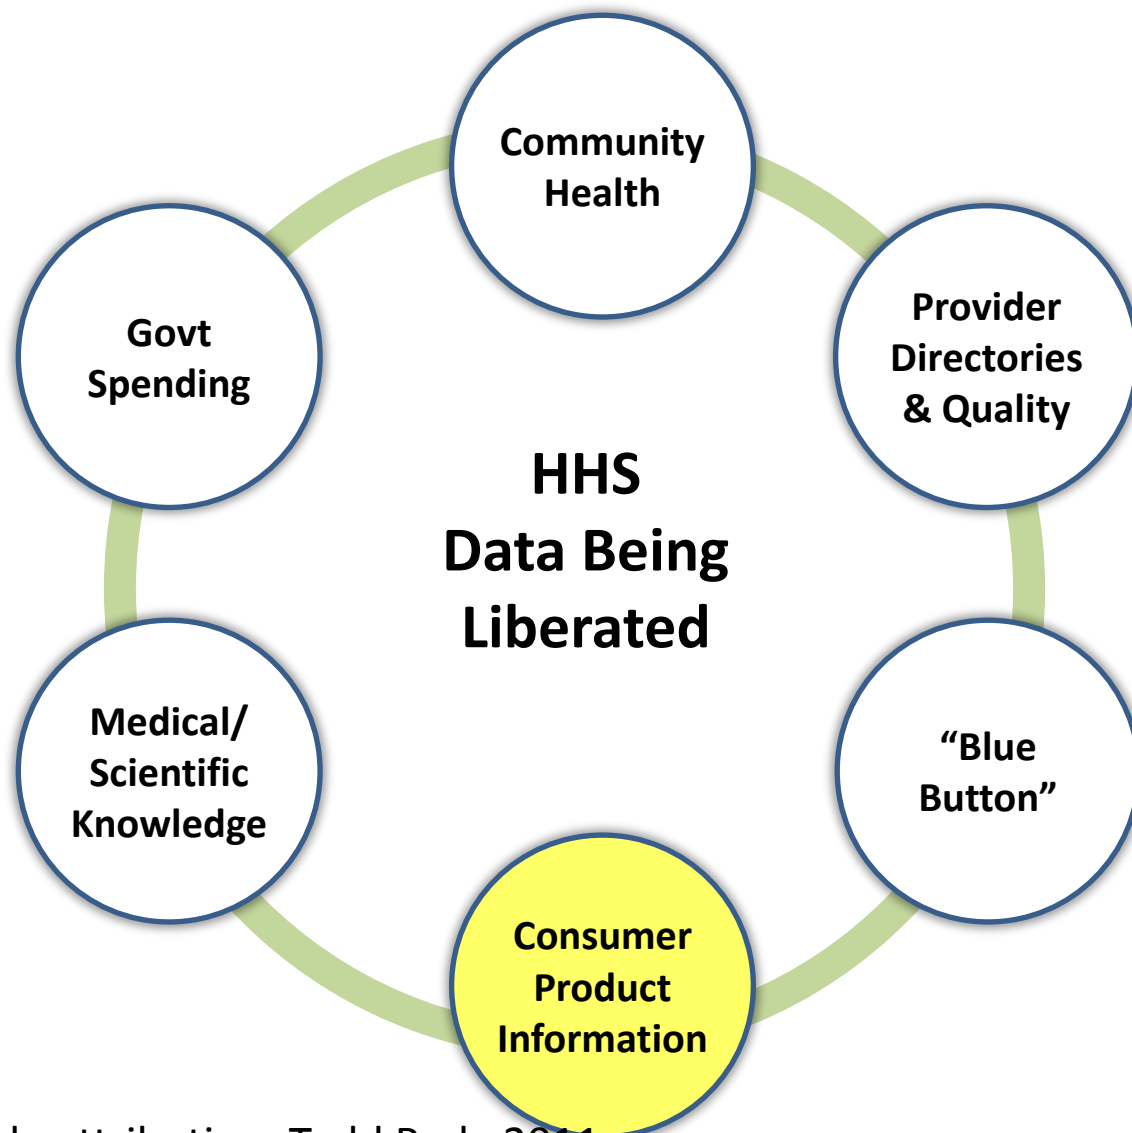 Community
Health
Provider
Directories
& Quality
Govt
Spending
HHS
Data Being
Liberated
Medical/
Scientific
Knowledge
“Blue
Button”
Consumer
Product
Information
Todd